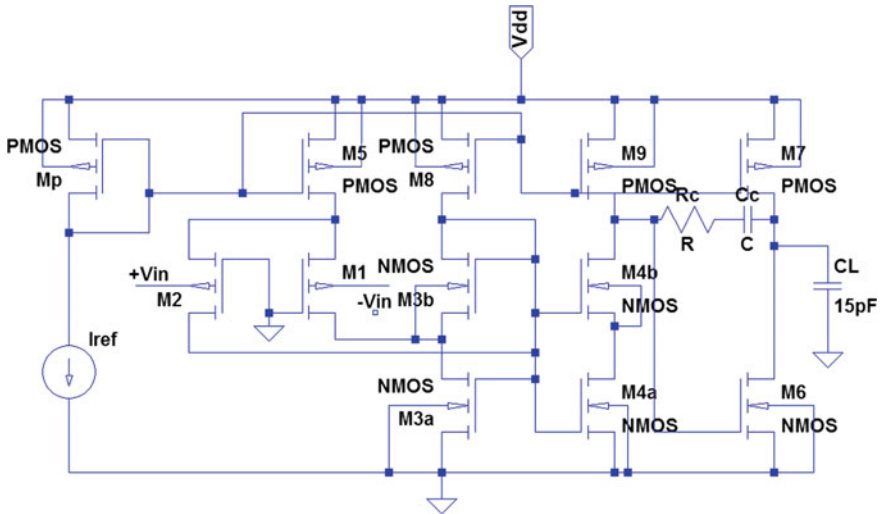 Vdd
PMOS
Mp
M5
PMOS
PMOS
M8
M9
PMOS
M7
PMOS
Rc
R
Cc
C
+Vin
M2
M1
-Vin
NMOS
M3b
M4b
NMOS
CL
15pF
Iref
NMOS
M3a
M4a
NMOS
M6
NMOS